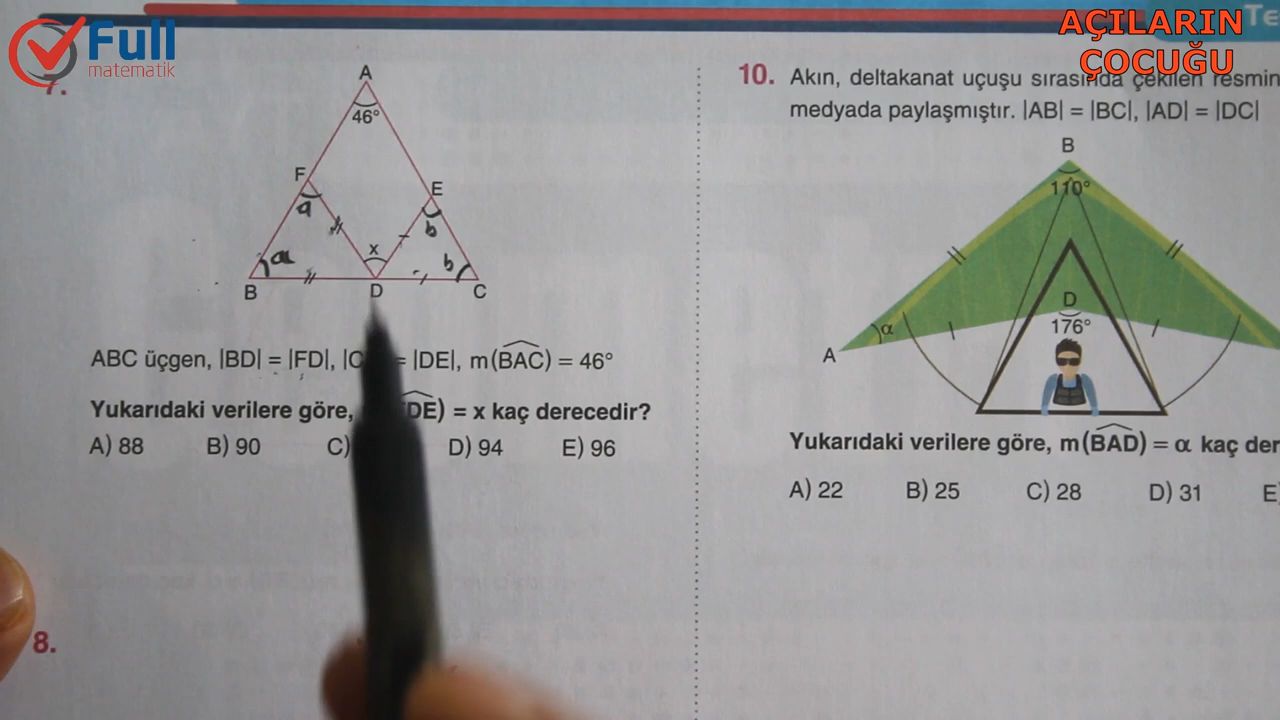 Full
matematik
AÇILARIN
ÇOCUĞU
Te
7.
A
46°
F
E
a
b
a
x
b
B
D
C
ABC üçgen, |BD| = |FD|, = |DE|, m(BAC) = 46°
Yukarıdaki verilere göre, DE) = x kaç derecedir?
A) 88 B) 90 C) D) 94 E) 96
8.
10. Akın, deltakanat uçuşu sırasında çekilen resmin
medyada paylaşmıştır. |AB| = |BC|, |AD| = |DC|
B
110°
D
176°
α
A
Yukarıdaki verilere göre, m(BAD) = α kaç der
A) 22 B) 25 C) 28 D) 31 E)